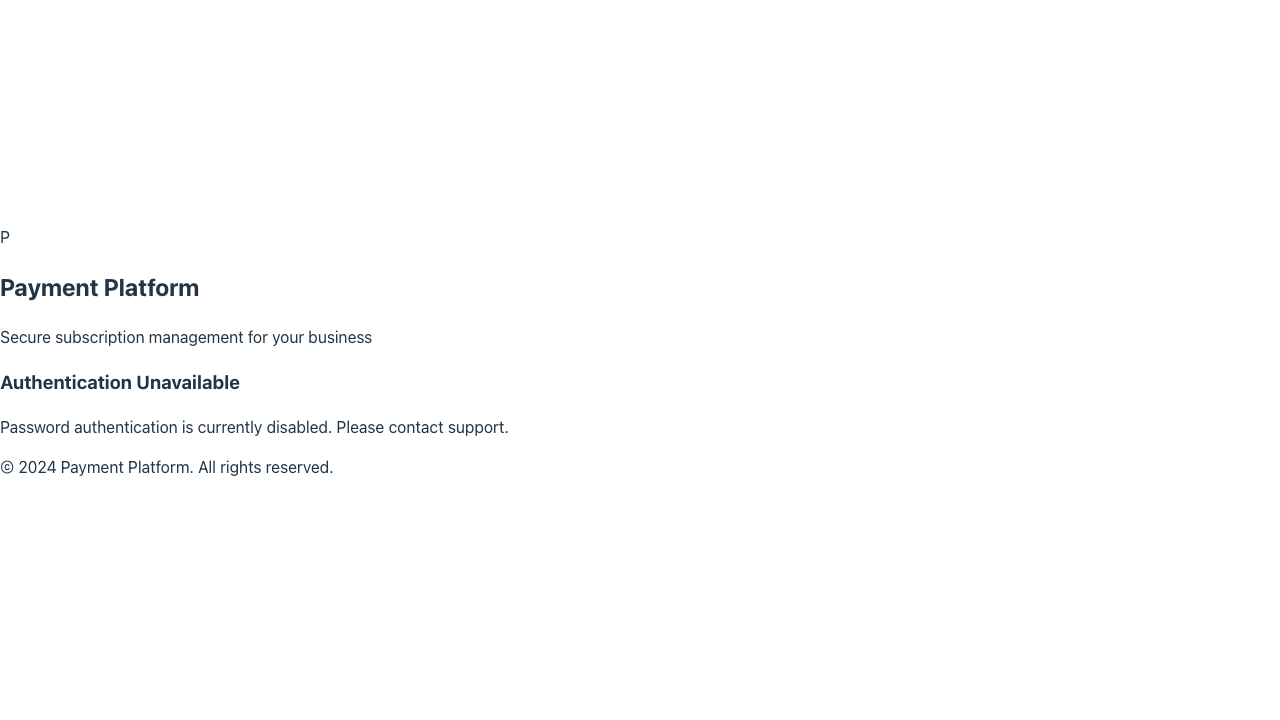 P
Payment Platform
Secure subscription management for your business
Authentication Unavailable
Password authentication is currently disabled. Please contact support.
© 2024 Payment Platform. All rights reserved.